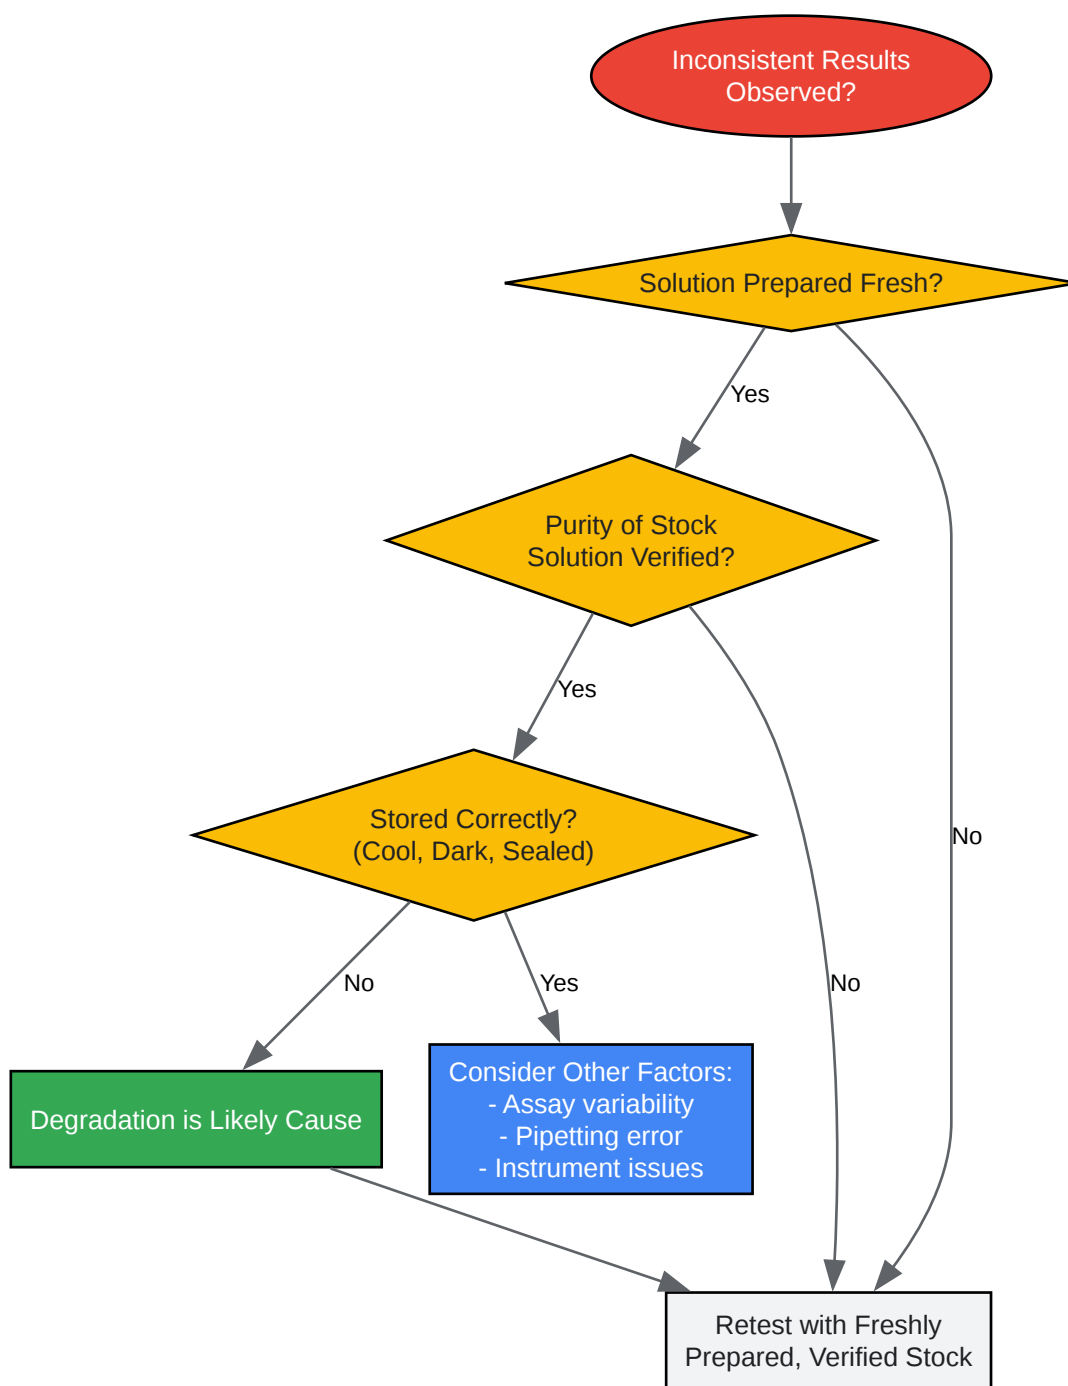 Inconsistent Results
Observed?
Solution Prepared Fresh?
Yes
Purity of Stock
Solution Verified?
Yes
Stored Correctly?
(Cool, Dark, Sealed)
No
No
Yes
No
Consider Other Factors:
- Assay variability
- Pipetting error
- Instrument issues
Degradation is Likely Cause
Retest with Freshly
Prepared, Verified Stock